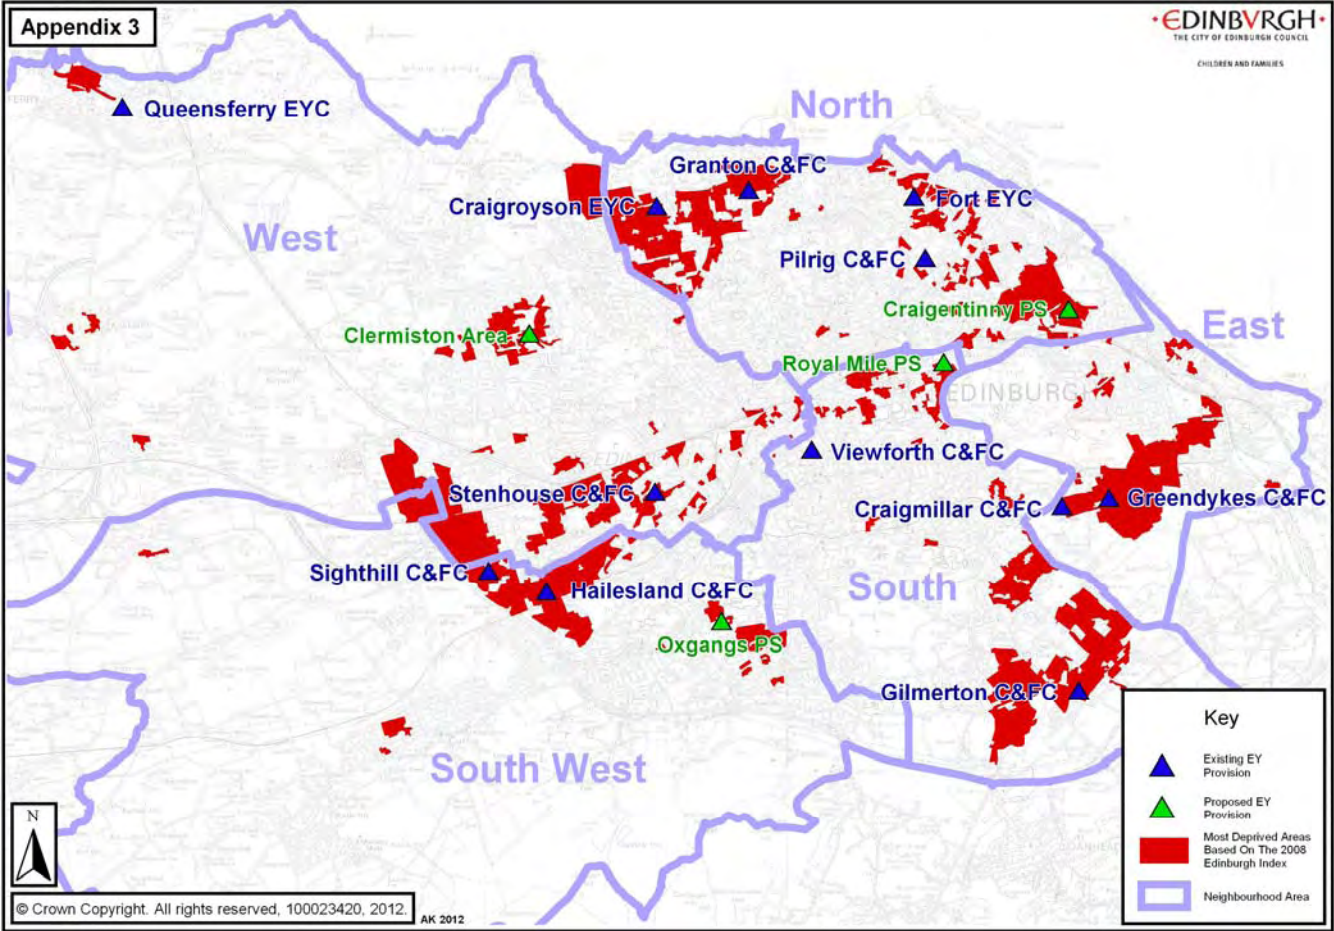 Appendix 3
·EDINBVRGH·
THE CITY OF EDINBURGH COUNCIL
CHILDREN AND FAMILIES
Queensferry EYC
North
Granton C&FC
Craigroyson EYC
Fort EYC
West
Pilrig C&FC
Craigentinny PS
East
Clermiston Area
Royal Mile PS
EDINBURGH
Viewforth C&FC
Stenhouse C&FC
Greendykes C&FC
Craigmillar C&FC
Sighthill C&FC
Hailesland C&FC
South
Oxgangs PS
Gilmerton C&FC
South West
Key
Existing EY
Provision
Proposed EY
Provision
Most Deprived Areas
Based On The 2008
Edinburgh Index
Neighbourhood Area
N
© Crown Copyright. All rights reserved, 100023420, 2012.
AK 2012